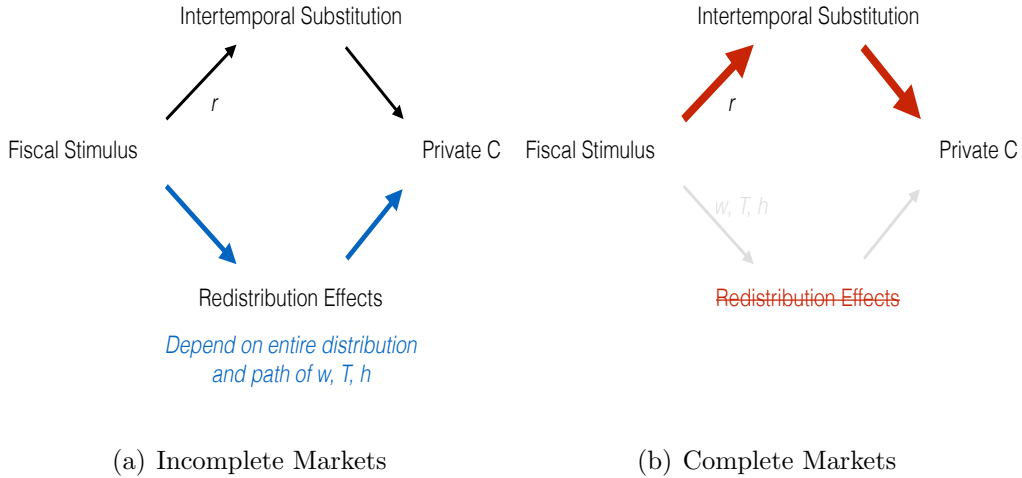 Intertemporal Substitution
r
Fiscal Stimulus
Private C
Redistribution Effects
Depend on entire distribution
and path of w, T, h
(a) Incomplete Markets
Intertemporal Substitution
r
Fiscal Stimulus
Private C
w, T, h
Redistribution Effects
(b) Complete Markets